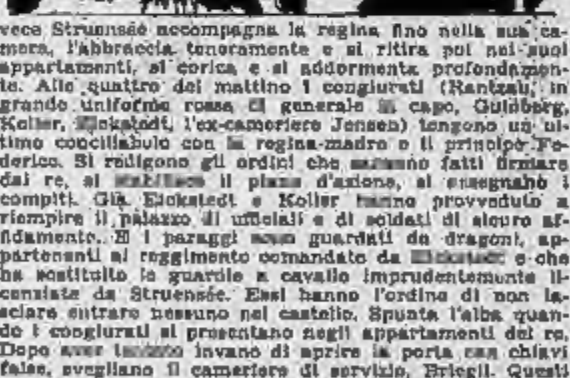 vece Struensée accompagna la regina fino nella sua ca-
mera, l'abbraccia teneramente e si ritira poi nei suoi
appartamenti, si corica e si addormenta profondamen-
te. Alle quattro del mattino i congiurati (Rantzau, in
grande uniforme rossa di generale in capo, Guldberg,
Koller, Eickstedt, l'ex-cameriere Jensen) tengono un ul-
timo conciliabulo con la regina-madre e il principe Fe-
derico. Si redigono gli ordini che saranno fatti firmare
dal re, si stabilisce il piano d'azione, si assegnano i
compiti. Già Eickstedt e Koller hanno provveduto a
riempire il palazzo di ufficiali e di soldati di sicuro af-
fidamento. E i paraggi sono guardati da dragoni, ap-
partenenti al reggimento comandato da Eickstedt e che
ha sostituito le guardie a cavallo imprudentemente li-
cenziate da Struensée. Essi hanno l'ordine di non la-
sciare entrare nessuno nel castello. Spunta l'alba quan-
do i congiurati si presentano negli appartamenti del re.
Dopo aver tentato invano di aprire la porta con chiavi
false, svegliano il cameriere di servizio, Briegli. Questi